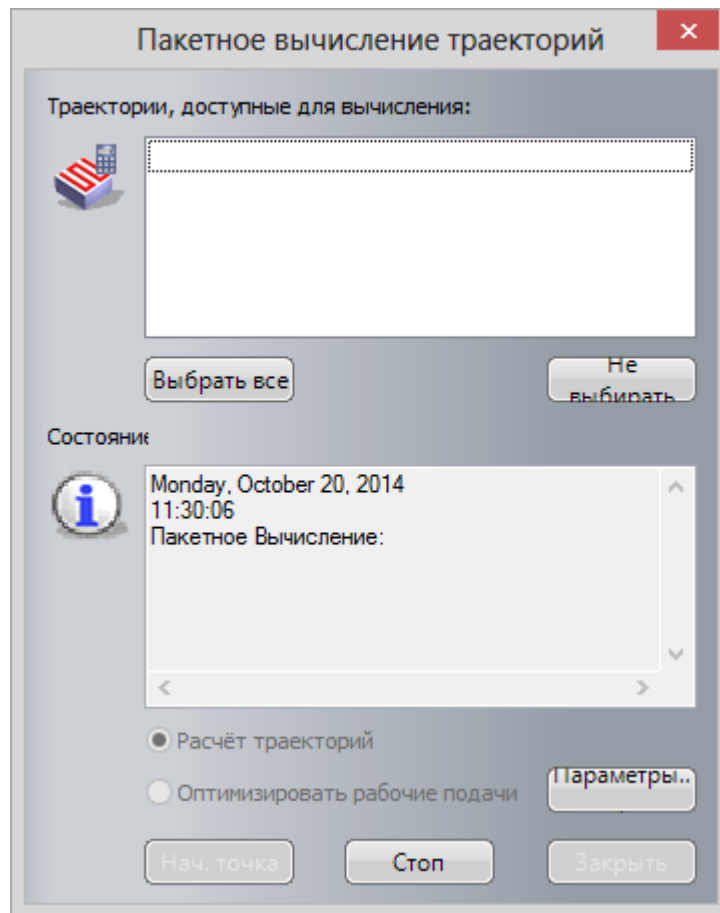 Пакетное вычисление траекторий
Траектории, доступные для вычисления:
Выбрать все
Не
выбирать
Состояние
Monday, October 20, 2014
11:30:06
Пакетное Вычисление:
Расчёт траекторий
Оптимизировать рабочие подачи
Параметры..
Нач. точка
Стоп
Закрыть